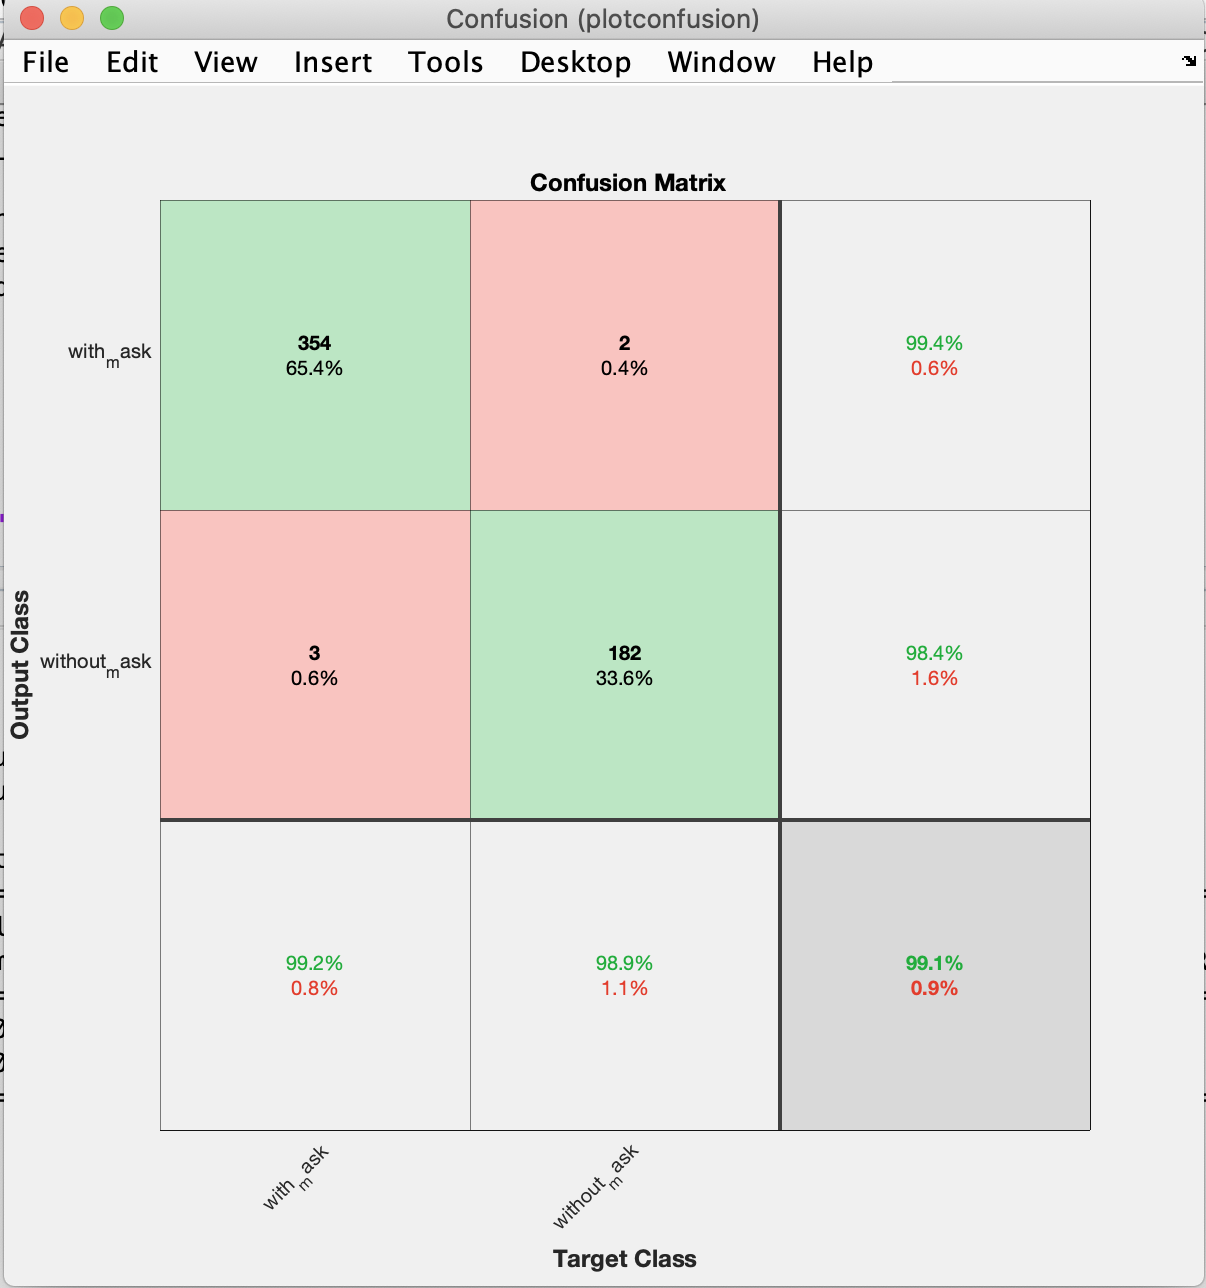 Confusion (plotconfusion)
File Edit View Insert Tools Desktop Window Help
Confusion Matrix
with_mask
354
65.4%
2
0.4%
99.4%
0.6%
Output Class
without_mask
3
0.6%
182
33.6%
98.4%
1.6%
99.2%
0.8%
98.9%
1.1%
99.1%
0.9%
with_mask
without_mask
Target Class